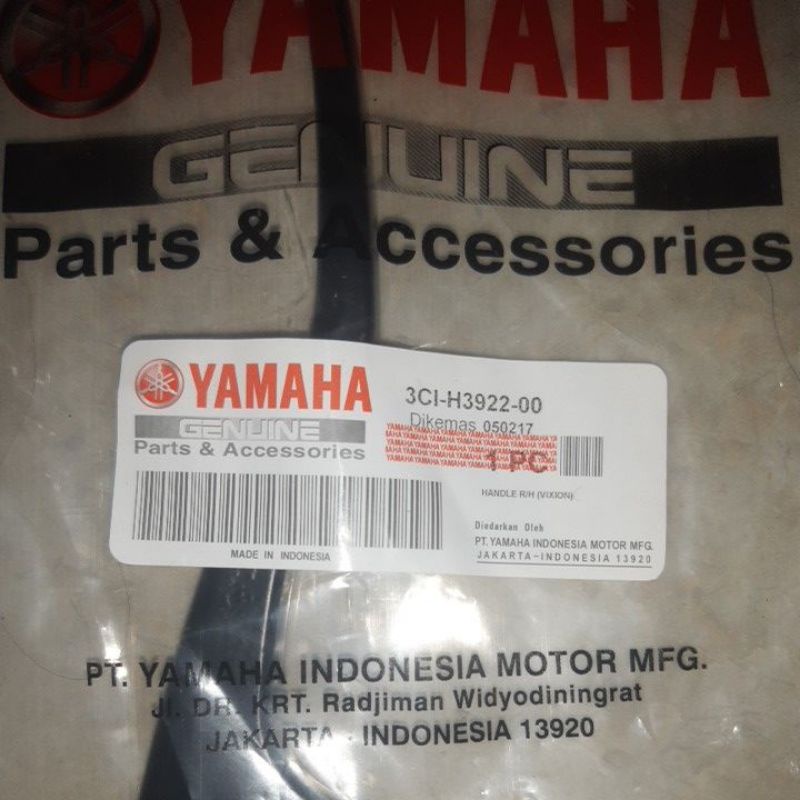 YAMAHA
GENUINE
Parts & Accessories
YAMAHA
GENUINE
Parts & Accessories
MADE IN INDONESIA
3CI-H3922-00
Dikemas 050217
1 PC
HANDLE R/H (VIXION)
Diedarkan Oleh
PT. YAMAHA INDONESIA MOTOR MFG.
JAKARTA-INDONESIA 13920
PT. YAMAHA INDONESIA MOTOR MFG.
Jl. DR. KRT. Radjiman Widyodiningrat
JAKARTA - INDONESIA 13920